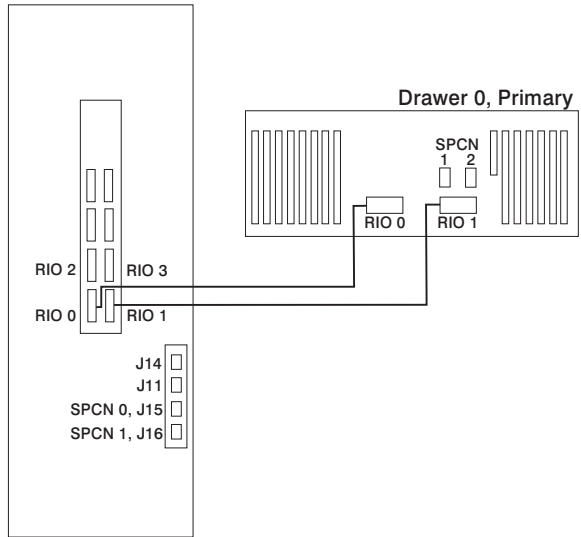 Drawer 0, Primary
SPCN
1 2
RIO 0 RIO 1
RIO 2 RIO 3
RIO 0 RIO 1
J14
J11
SPCN 0, J15
SPCN 1, J16